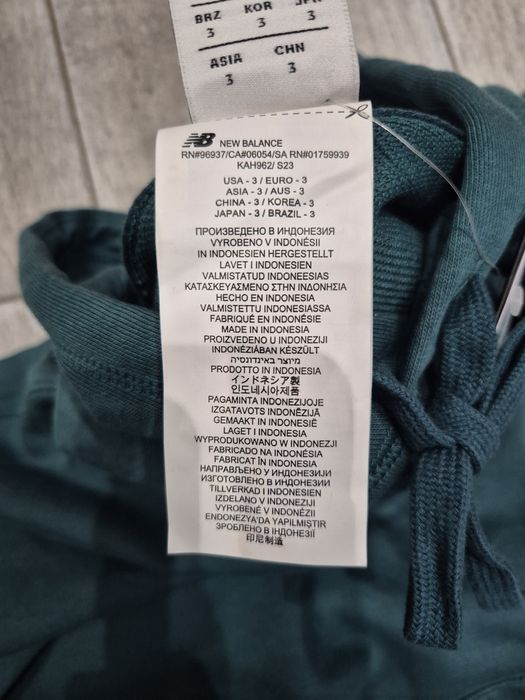 BRZ KOR JPN
3 3 3
ASIA CHN
3 3
NB NEW BALANCE
RN#96937/CA#06054/SA RN#01759939
KAH962/ S23
USA - 3 / EURO - 3
ASIA - 3 / AUS - 3
CHINA - 3 / KOREA - 3
JAPAN - 3 / BRAZIL - 3
ПРОИЗВЕДЕНО В ИНДОНЕЗИЯ
VYROBENO V INDONÉSII
IN INDONESIEN HERGESTELLT
LAVET I INDONESIEN
VALMISTATUD INDONEESIAS
ΚΑΤΑΣΚΕΥΑΣΜΕΝΟ ΣΤΗΝ ΙΝΔΟΝΗΣΙΑ
HECHO EN INDONESIA
VALMISTETTU INDONESIASSA
FABRIQUÉ EN INDONÉSIE
MADE IN INDONESIA
PROIZVEDENO U INDONEZIJI
INDONÉZIÁBAN KÉSZÜLT
מיוצר באינדונסיה
PRODOTTO IN INDONESIA
インドネシア製
인도네시아제품
PAGAMINTA INDONEZIJOJE
IZGATAVOTS INDONĒZIJĀ
GEMAAKT IN INDONESIË
LAGET I INDONESIA
WYPRODUKOWANO W INDONEZJI
FABRICADO NA INDONÉSIA
FABRICAT ÎN INDONESIA
НАПРАВЉЕНО У ИНДОНЕЗИЈИ
ИЗГОТОВЛЕНО В ИНДОНЕЗИИ
TILLVERKAD I INDONESIEN
IZDELANO V INDONEZIJI
VYROBENÉ V INDONÉZII
ENDONEZYA'DA YAPILMIŞTIR
ЗРОБЛЕНО В ІНДОНЕЗІЇ
印尼制造